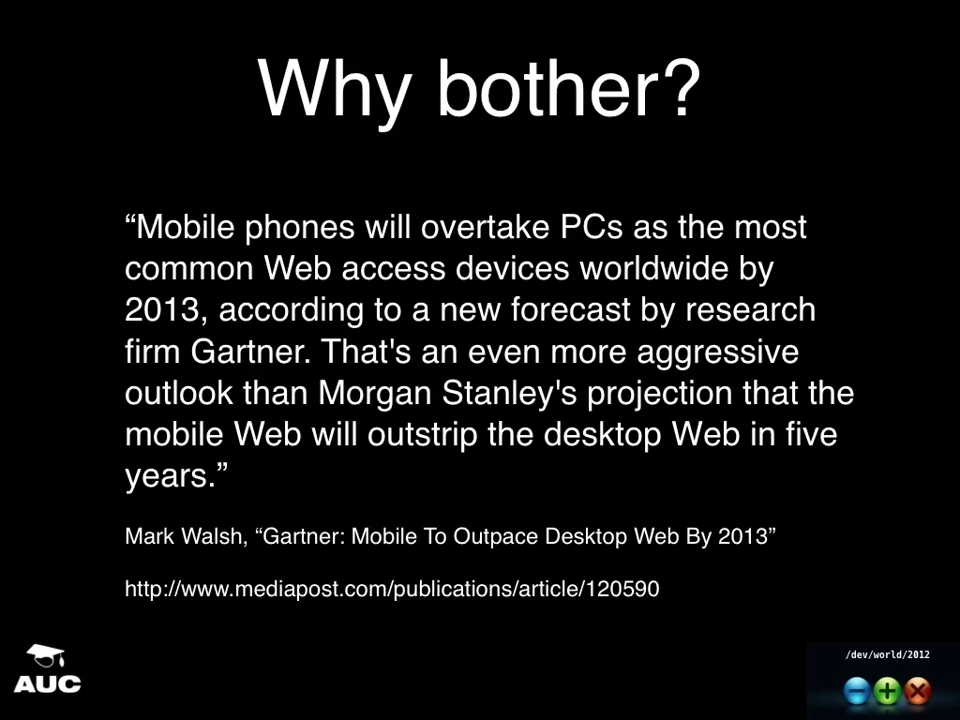 Why bother?
“Mobile phones will overtake PCs as the most
common Web access devices worldwide by
2013, according to a new forecast by research
firm Gartner. That's an even more aggressive
outlook than Morgan Stanley's projection that the
mobile Web will outstrip the desktop Web in five
years.”
Mark Walsh, “Gartner: Mobile To Outpace Desktop Web By 2013”
http://www.mediapost.com/publications/article/120590
AUC
/dev/world/2012